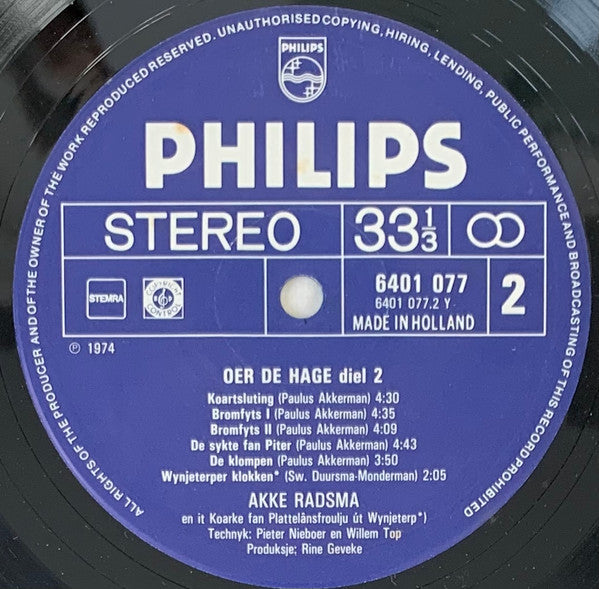 ALL RIGHTS OF THE PRODUCER AND OF THE OWNER OF THE WORK REPRODUCED RESERVED. UNAUTHORISED COPYING, HIRING, LENDING, PUBLIC PERFORMANCE AND BROADCASTING OF THIS RECORD PROHIBITED
PHILIPS
PHILIPS
STEREO 33 1/3
STEMRA
COPYRIGHT CONTROL
6401 077
6401 077.2 Y
MADE IN HOLLAND
2
℗ 1974
OER DE HAGE diel 2
Koartsluting (Paulus Akkerman) 4:30
Bromfyts I (Paulus Akkerman) 4:35
Bromfyts II (Paulus Akkerman) 4:09
De sykte fan Piter (Paulus Akkerman) 4:43
De klompen (Paulus Akkerman) 3:50
Wynjeterper klokken* (Sw. Duursma-Monderman) 2:05
AKKE RADSMA
en it Koarke fan Plattelânsfroulju út Wynjeterp*)
Technyk: Pieter Nieboer en Willem Top
Produksje; Rine Geveke